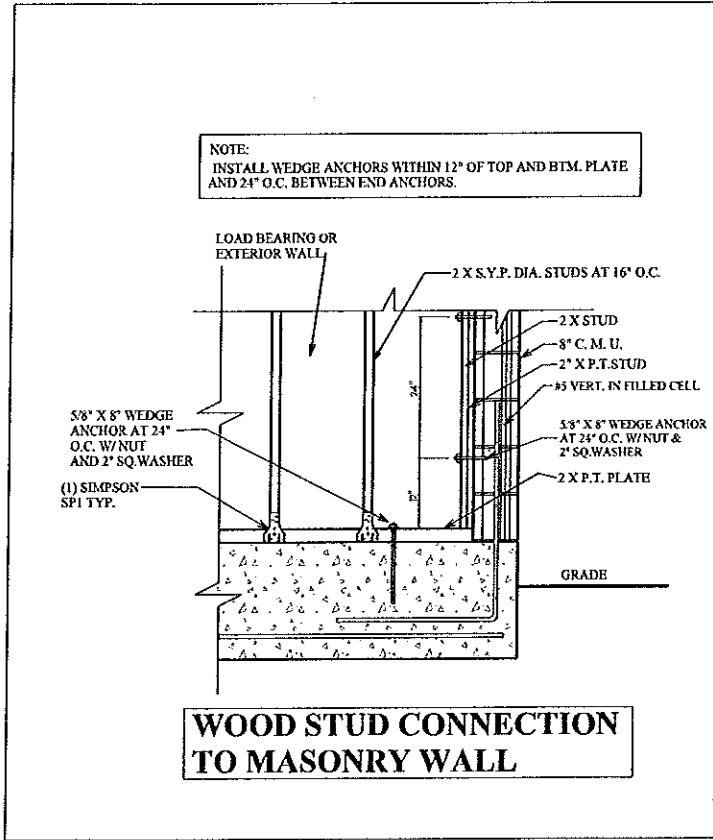 NOTE:
INSTALL WEDGE ANCHORS WITHIN 12" OF TOP AND BTM. PLATE
AND 24" O.C. BETWEEN END ANCHORS.
LOAD BEARING OR
EXTERIOR WALL
2 X S.Y.P. DIA. STUDS AT 16" O.C.
2 X STUD
8" C. M. U.
2" X P.T. STUD
#5 VERT. IN FILLED CELL
5/8" X 8" WEDGE ANCHOR
AT 24" O.C. W/ NUT &
2" SQ.WASHER
2 X P.T. PLATE
24"
12"
5/8" X 8" WEDGE
ANCHOR AT 24"
O.C. W/ NUT
AND 2" SQ.WASHER
(1) SIMPSON
SP1 TYP.
GRADE
WOOD STUD CONNECTION
TO MASONRY WALL